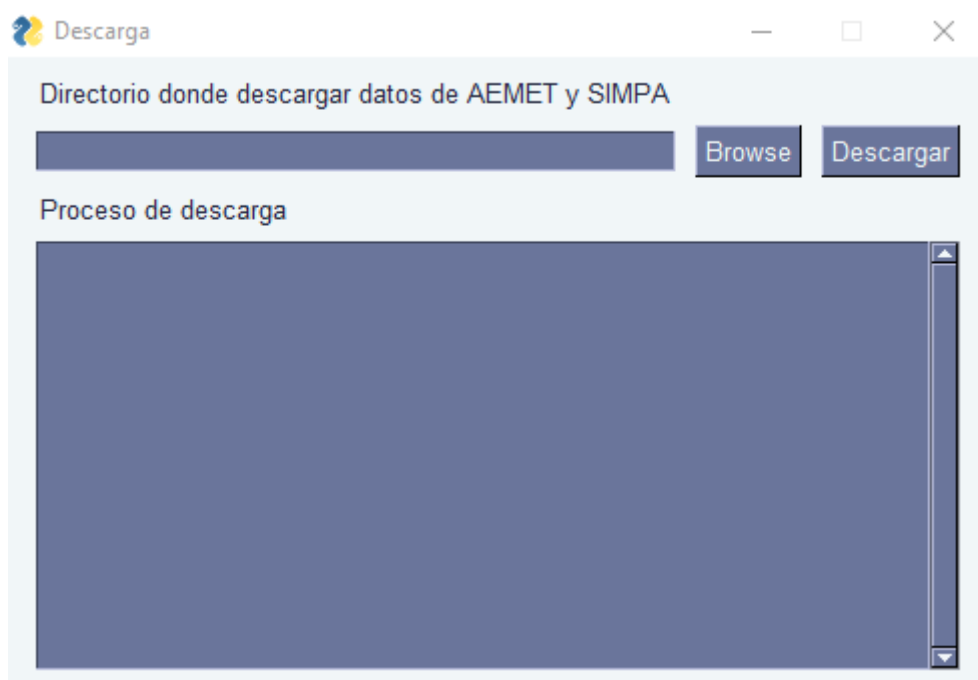 Descarga
Directorio donde descargar datos de AEMET y SIMPA
Browse Descargar
Proceso de descarga